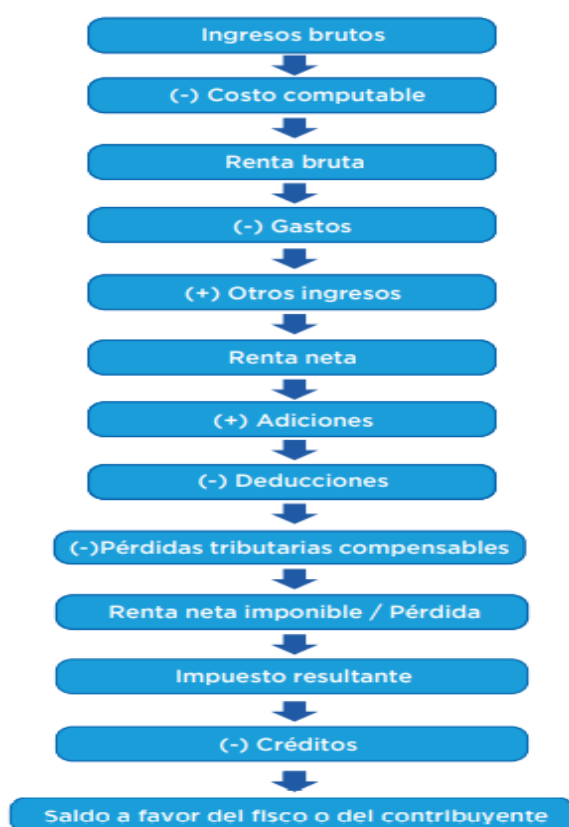 Ingresos brutos
(-) Costo computable
Renta bruta
(-) Gastos
(+) Otros ingresos
Renta neta
(+) Adiciones
(-) Deducciones
(-)Pérdidas tributarias compensables
Renta neta imponible / Pérdida
Impuesto resultante
(-) Créditos
Saldo a favor del fisco o del contribuyente